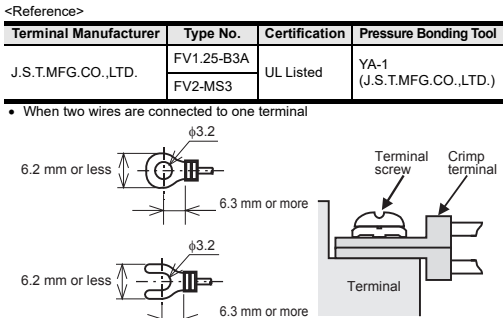 <Reference>
Terminal Manufacturer Type No. Certification Pressure Bonding Tool
J.S.T.MFG.CO.,LTD. FV1.25-B3A UL Listed YA-1
(J.S.T.MFG.CO.,LTD.)
FV2-MS3
• When two wires are connected to one terminal
ϕ3.2
6.2 mm or less
6.3 mm or more
Terminal screw
Crimp terminal
ϕ3.2
6.2 mm or less
6.3 mm or more
Terminal